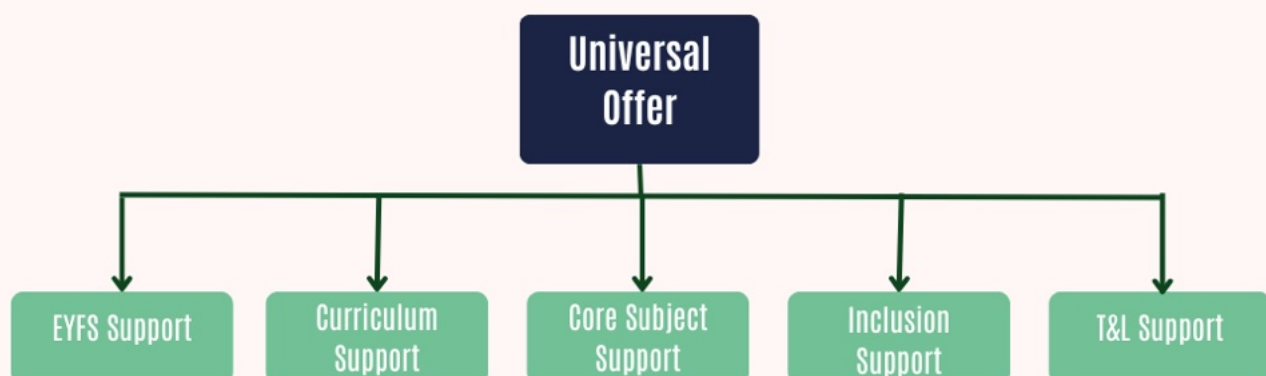 Universal
Offer
EYFS Support
Curriculum
Support
Core Subject
Support
Inclusion
Support
T&L Support